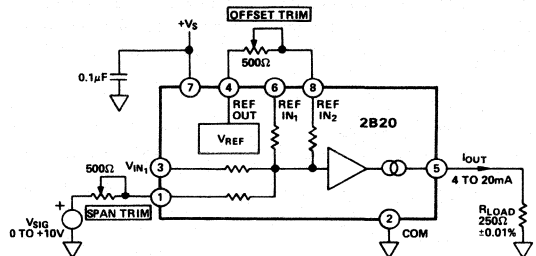 OFFSET TRIM
+VS
500Ω
0.1μF
7
4
6
8
REF OUT
REF IN1
REF IN2
2B20
VREF
500Ω
VIN1
3
1
5
IOUT
4 TO 20mA
SPAN TRIM
+
VSIG
0 TO +10V
2
COM
RLOAD
250Ω
±0.01%